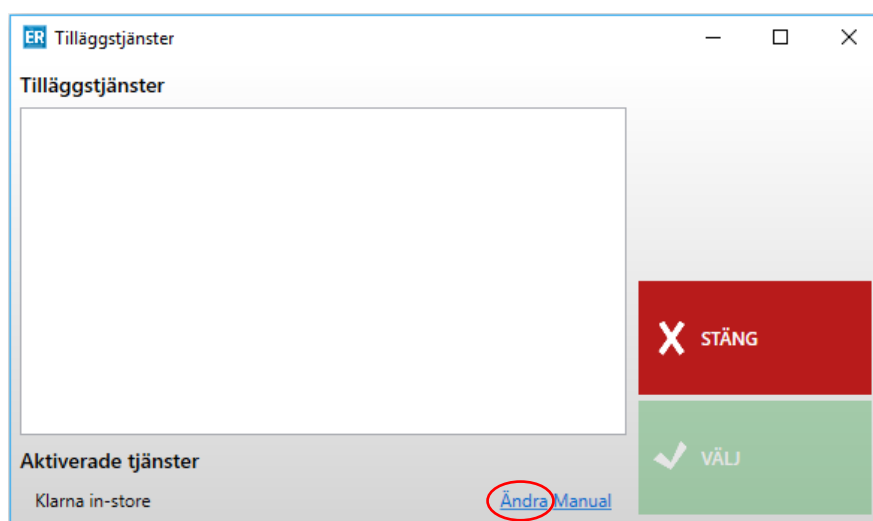 ER Tilläggstjänster
Tilläggstjänster
STÄNG
VÄLJ
Aktiverade tjänster
Klarna in-store Ändra Manual